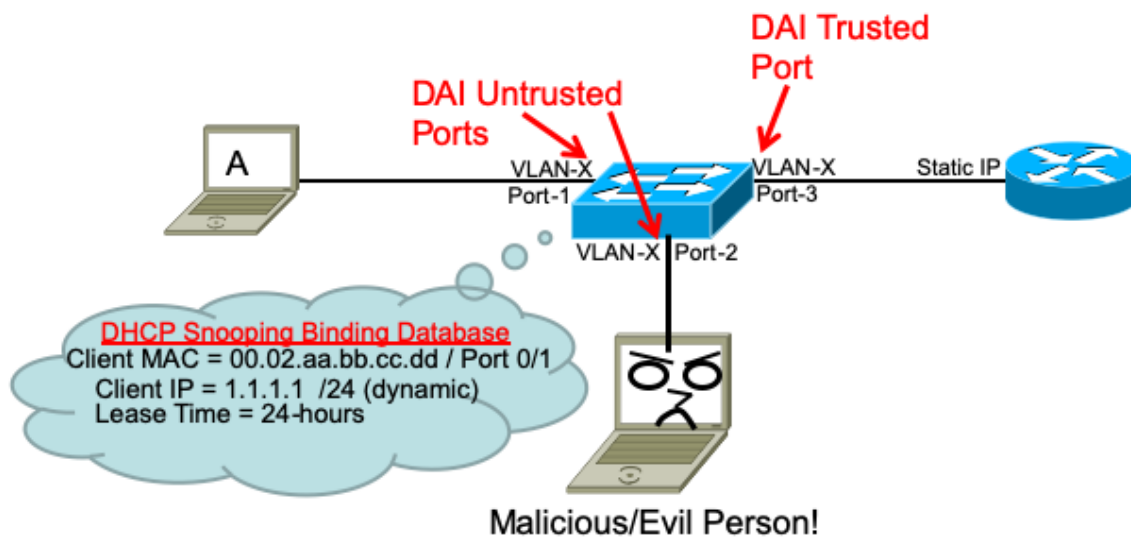 DAI Trusted
Port
DAI Untrusted
Ports
A
VLAN-X
Port-1
VLAN-X
Port-3
Static IP
VLAN-X
Port-2
DHCP Snooping Binding Database
Client MAC = 00.02.aa.bb.cc.dd / Port 0/1
Client IP = 1.1.1.1 /24 (dynamic)
Lease Time = 24-hours
Malicious/Evil Person!